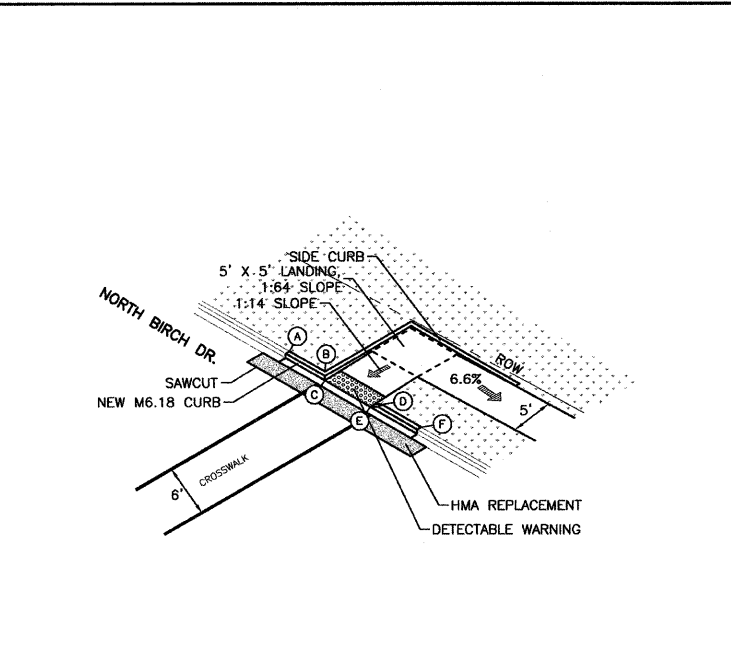 SIDE CURB
5' X 5' LANDING,
1:64 SLOPE
1:14 SLOPE
NORTH BIRCH DR.
A
B
ROW
SAWCUT
6.6%
NEW M6.18 CURB
C
D
5'
E
F
CROSSWALK
6'
HMA REPLACEMENT
DETECTABLE WARNING